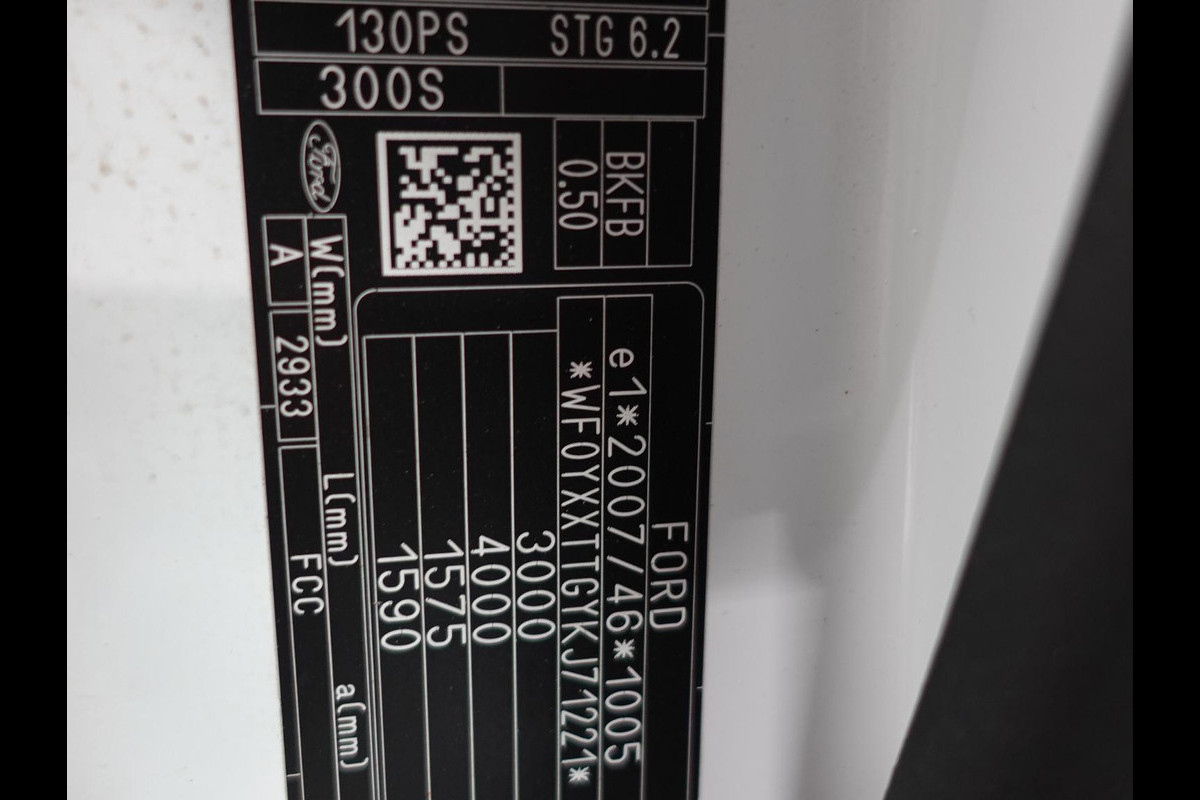 130PS STG 6.2
300S
Ford
BKFB
0.50
FORD
e1*2007/46*1005
*WF0YXXTTGYKJ71221*
3000
4000
1575
1590
W(mm) L(mm) a(mm)
A 2933 FCC